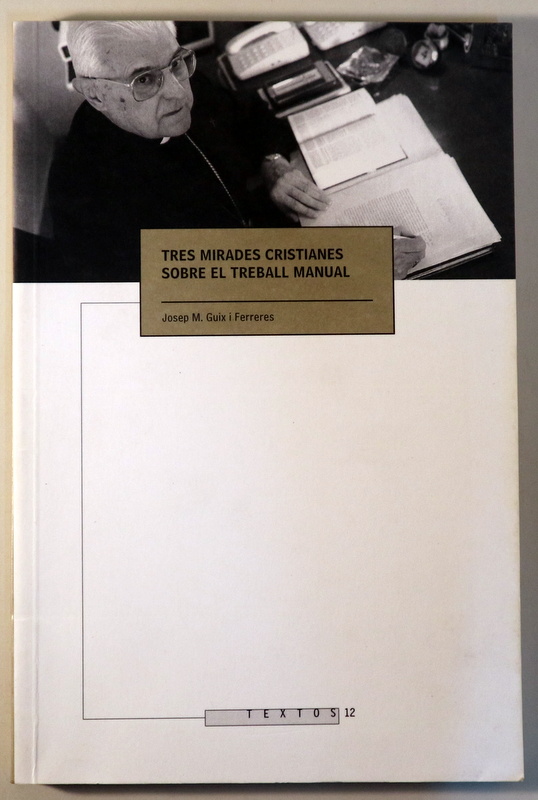 TRES MIRADES CRISTIANES
SOBRE EL TREBALL MANUAL
Josep M. Guix i Ferreres
TEXTOS 12